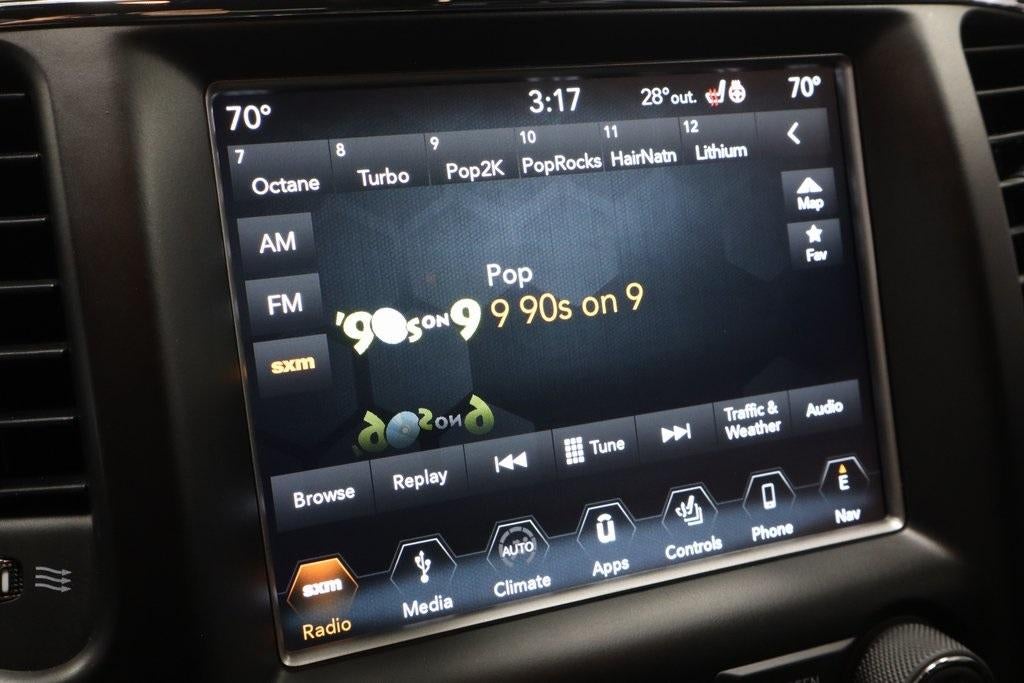 70° 3:17 28°out. 70°
7 Octane 8 Turbo 9 Pop2K 10 PopRocks 11 HairNatn 12 Lithium
Map
AM
Fav
Pop
FM
'90s ON 9 9 90s on 9
sxm
Browse Replay Tune Traffic & Weather Audio
sxm AUTO E
Radio Media Climate Apps Controls Phone Nav